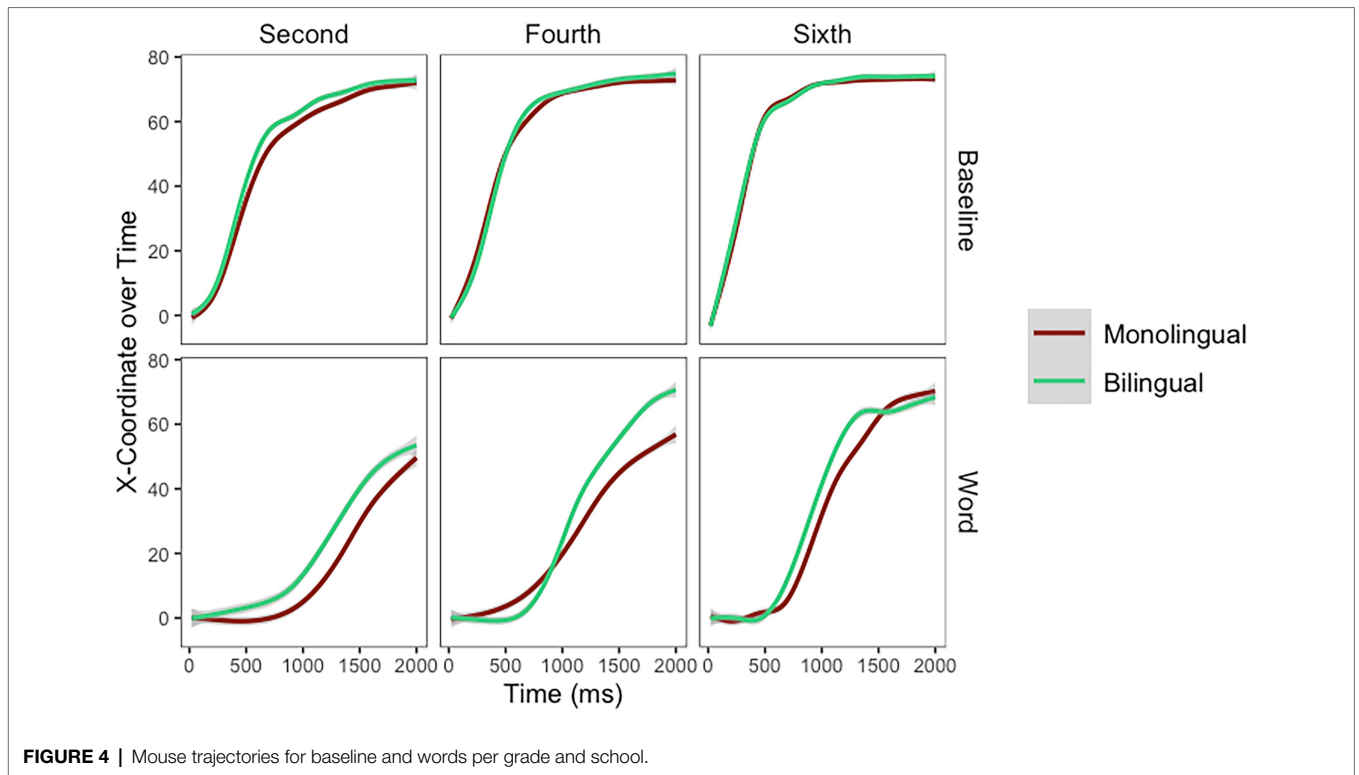 Second Fourth Sixth
80
60
40
20
0
Baseline
X-Coordinate over Time
80
60
40
20
0
Word
0 500 1000 1500 2000 0 500 1000 1500 2000 0 500 1000 1500 2000
Time (ms)
Monolingual
Bilingual
FIGURE 4 | Mouse trajectories for baseline and words per grade and school.